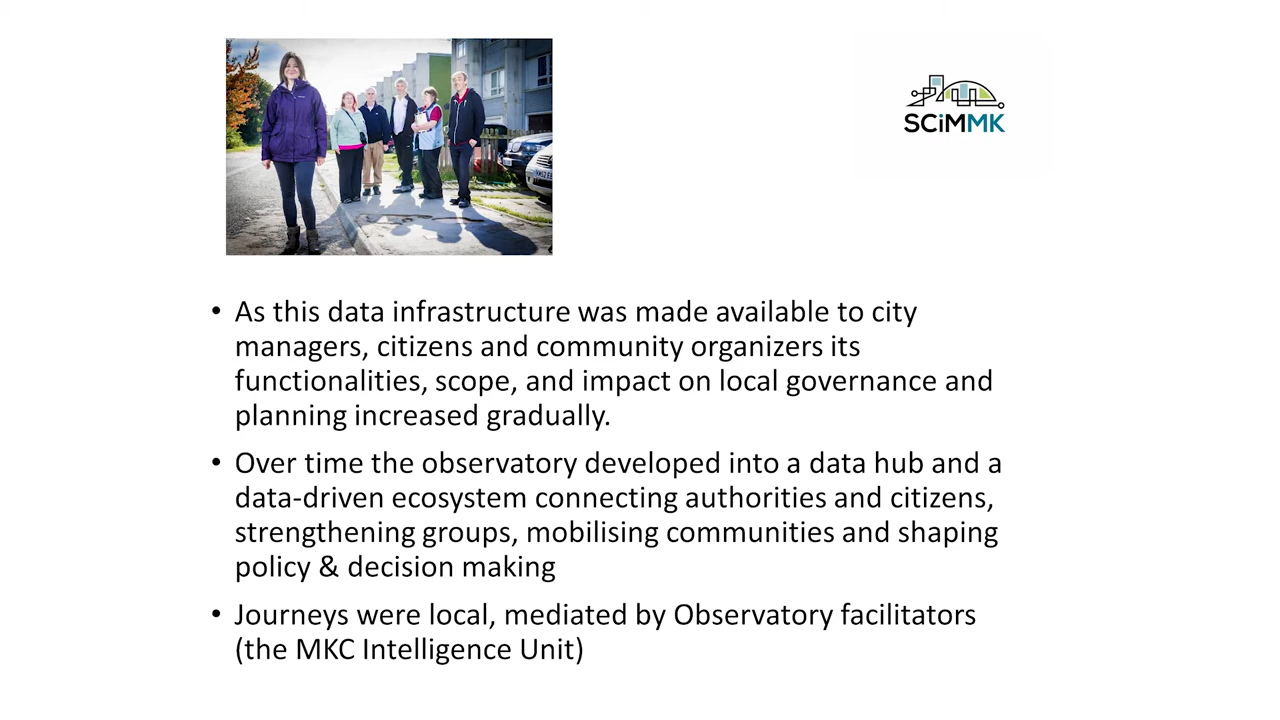 SCiMMK
• As this data infrastructure was made available to city
managers, citizens and community organizers its
functionalities, scope, and impact on local governance and
planning increased gradually.
• Over time the observatory developed into a data hub and a
data-driven ecosystem connecting authorities and citizens,
strengthening groups, mobilising communities and shaping
policy & decision making
• Journeys were local, mediated by Observatory facilitators
(the MKC Intelligence Unit)